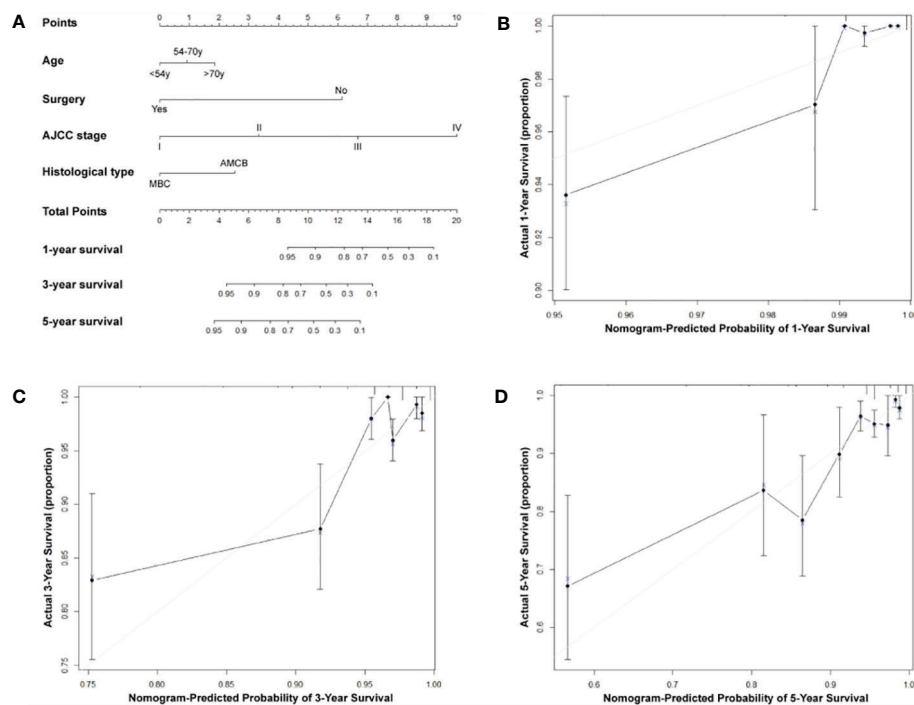 A
Points
0 1 2 3 4 5 6 7 8 9 10
Age
54-70y
<54y >70y
Surgery
No
Yes
AJCC stage
II IV
I III
Histological type
AMCB
MBC
Total Points
0 2 4 6 8 10 12 14 16 18 20
1-year survival
0.95 0.9 0.8 0.7 0.5 0.3 0.1
3-year survival
0.95 0.9 0.8 0.7 0.5 0.3 0.1
5-year survival
0.95 0.9 0.8 0.7 0.5 0.3 0.1
B
Actual 1-Year Survival (proportion)
1.00
0.98
0.96
0.94
0.92
0.90
0.95 0.96 0.97 0.98 0.99 1.00
Nomogram-Predicted Probability of 1-Year Survival
C
Actual 3-Year Survival (proportion)
1.00
0.95
0.90
0.85
0.80
0.75
0.75 0.80 0.85 0.90 0.95 1.00
Nomogram-Predicted Probability of 3-Year Survival
D
Actual 5-Year Survival (proportion)
1.0
0.9
0.8
0.7
0.6
0.6 0.7 0.8 0.9 1.0
Nomogram-Predicted Probability of 5-Year Survival